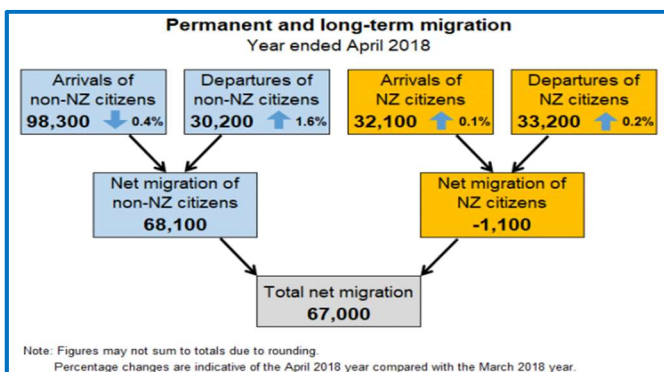 Permanent and long-term migration
Year ended April 2018
Arrivals of
non-NZ citizens
98,300 0.4%
Departures of
non-NZ citizens
30,200 1.6%
Arrivals of
NZ citizens
32,100 0.1%
Departures of
NZ citizens
33,200 0.2%
Net migration of
non-NZ citizens
68,100
Net migration of
NZ citizens
-1,100
Total net migration
67,000
Note: Figures may not sum to totals due to rounding.
Percentage changes are indicative of the April 2018 year compared with the March 2018 year.